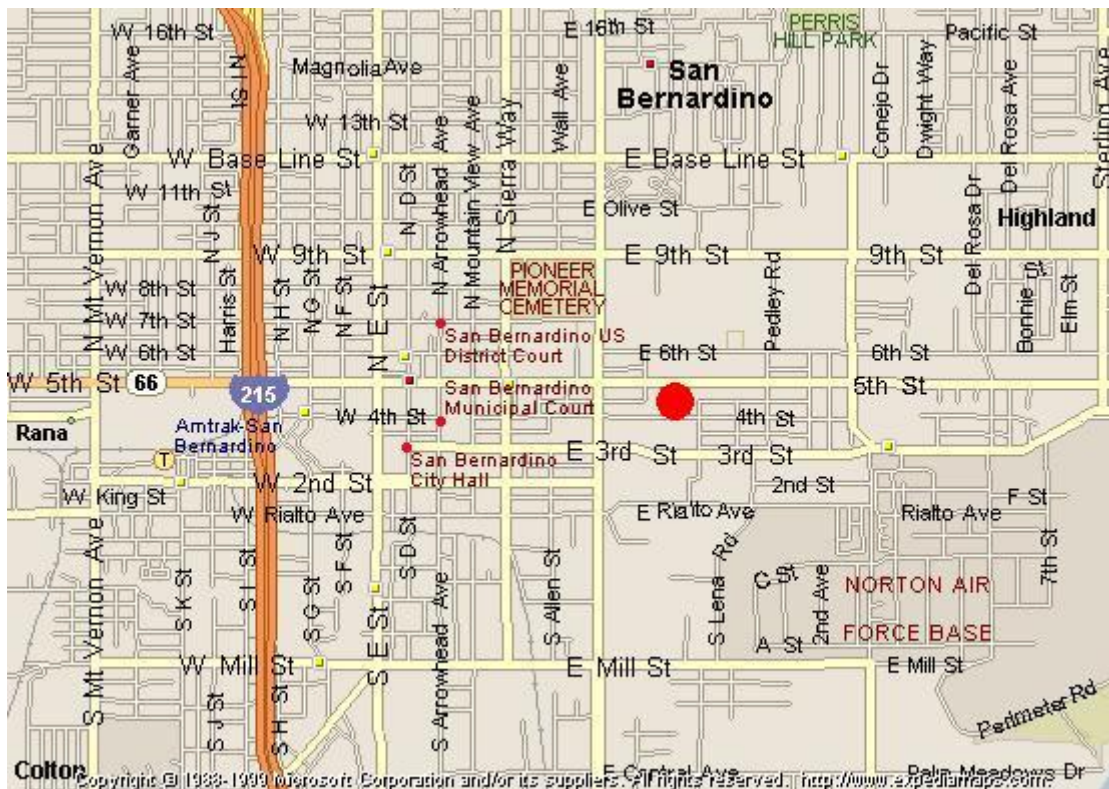 W 16th St
Garner Ave
N I St
Magnolia Ave
W 13th St
E 16th St
PERRIS
HILL PARK
Pacific St
San
Bernardino
Wall Ave
Conejo Dr
Dwight Way
Del Rosa Ave
Sterling Ave
W Base Line St
E Base Line St
W 11th St
N Mt Vernon Ave
N J St
N D St
N Arrowhead Ave
N Mountain View Ave
N Sierra Way
E Olive St
Del Rosa Dr
Highland
W 9th St
E 9th St
9th St
W 8th St
W 7th St
W 6th St
Harris St
N H St
N G St
N F St
N E St
PIONEER
MEMORIAL
CEMETERY
Pedley Rd
Bonnie Dr
Elm St
San Bernardino US
District Court
E 6th St
6th St
W 5th St
66
215
5th St
San Bernardino
Municipal Court
W 4th St
4th St
Rana
Amtrak-San
Bernardino
T
San Bernardino
City Hall
E 3rd St
3rd St
W King St
W 2nd St
2nd St
F St
W Rialto Ave
E Rialto Ave
Rialto Ave
S Mt Vernon Ave
S K St
S I St
S G St
S F St
S D St
S E St
S Arrowhead Ave
S Allen St
S Lena Rd
C St
2nd Ave
7th St
NORTON AIR
FORCE BASE
A St
W Mill St
E Mill St
E Mill St
S J St
S H St
Perimeter Rd
Colton
E Central Ave
Palm Meadows Dr
Copyright © 1988-1999 Microsoft Corporation and/or its suppliers. All rights reserved. http://www.expediamaps.com